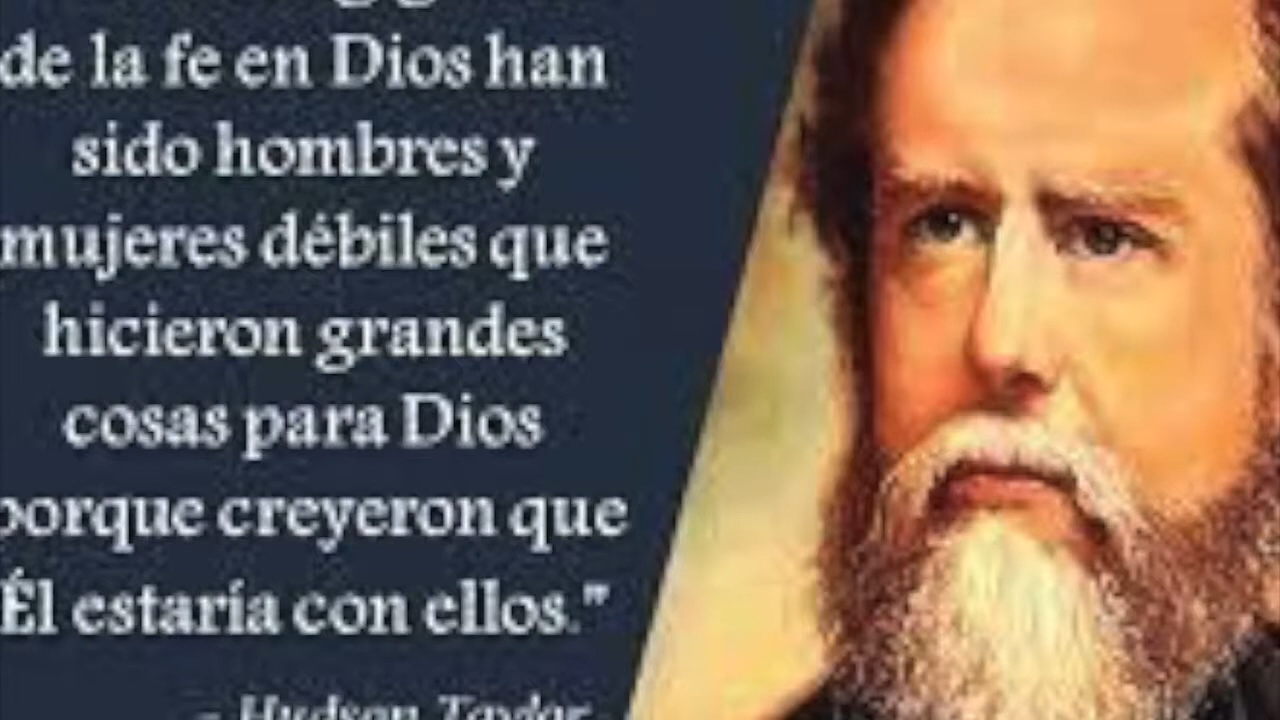 de la fe en Dios han
sido hombres y
mujeres débiles que
hicieron grandes
cosas para Dios
porque creyeron que
Él estaría con ellos."
- Hudson Taylor